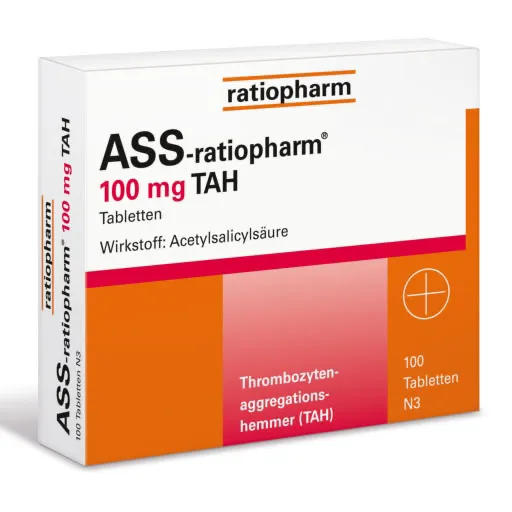 ratiopharm
ASS-ratiopharm®
100 mg TAH
Tabletten
Wirkstoff: Acetylsalicylsäure
Thrombozyten-
aggregations-
hemmer (TAH)
100
Tabletten
N3
ratiopharm
ASS-ratiopharm® 100 mg TAH
100 Tabletten N3